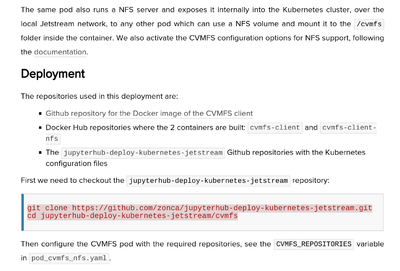 The same pod also runs a NFS server and exposes it internally into the Kubernetes cluster, over the
local Jetstream network, to any other pod which can use a NFS volume and mount it to the /cvmfs
folder inside the container. We also activate the CVMFS configuration options for NFS support, following
the documentation.
Deployment
The repositories used in this deployment are:
Github repository for the Docker image of the CVMFS client
Docker Hub repositories where the 2 containers are built: cvmfs-client and cvmfs-client-
nfs
The jupyterhub-deploy-kubernetes-jetstream Github repositories with the Kubernetes
configuration files
First we need to checkout the jupyterhub-deploy-kubernetes-jetstream repository:
git clone https://github.com/zonca/jupyterhub-deploy-kubernetes-jetstream.git
cd jupyterhub-deploy-kubernetes-jetstream/cvmfs
Then configure the CVMFS pod with the required repositories, see the CVMFS_REPOSITORIES variable
in pod_cvmfs_nfs.yaml.